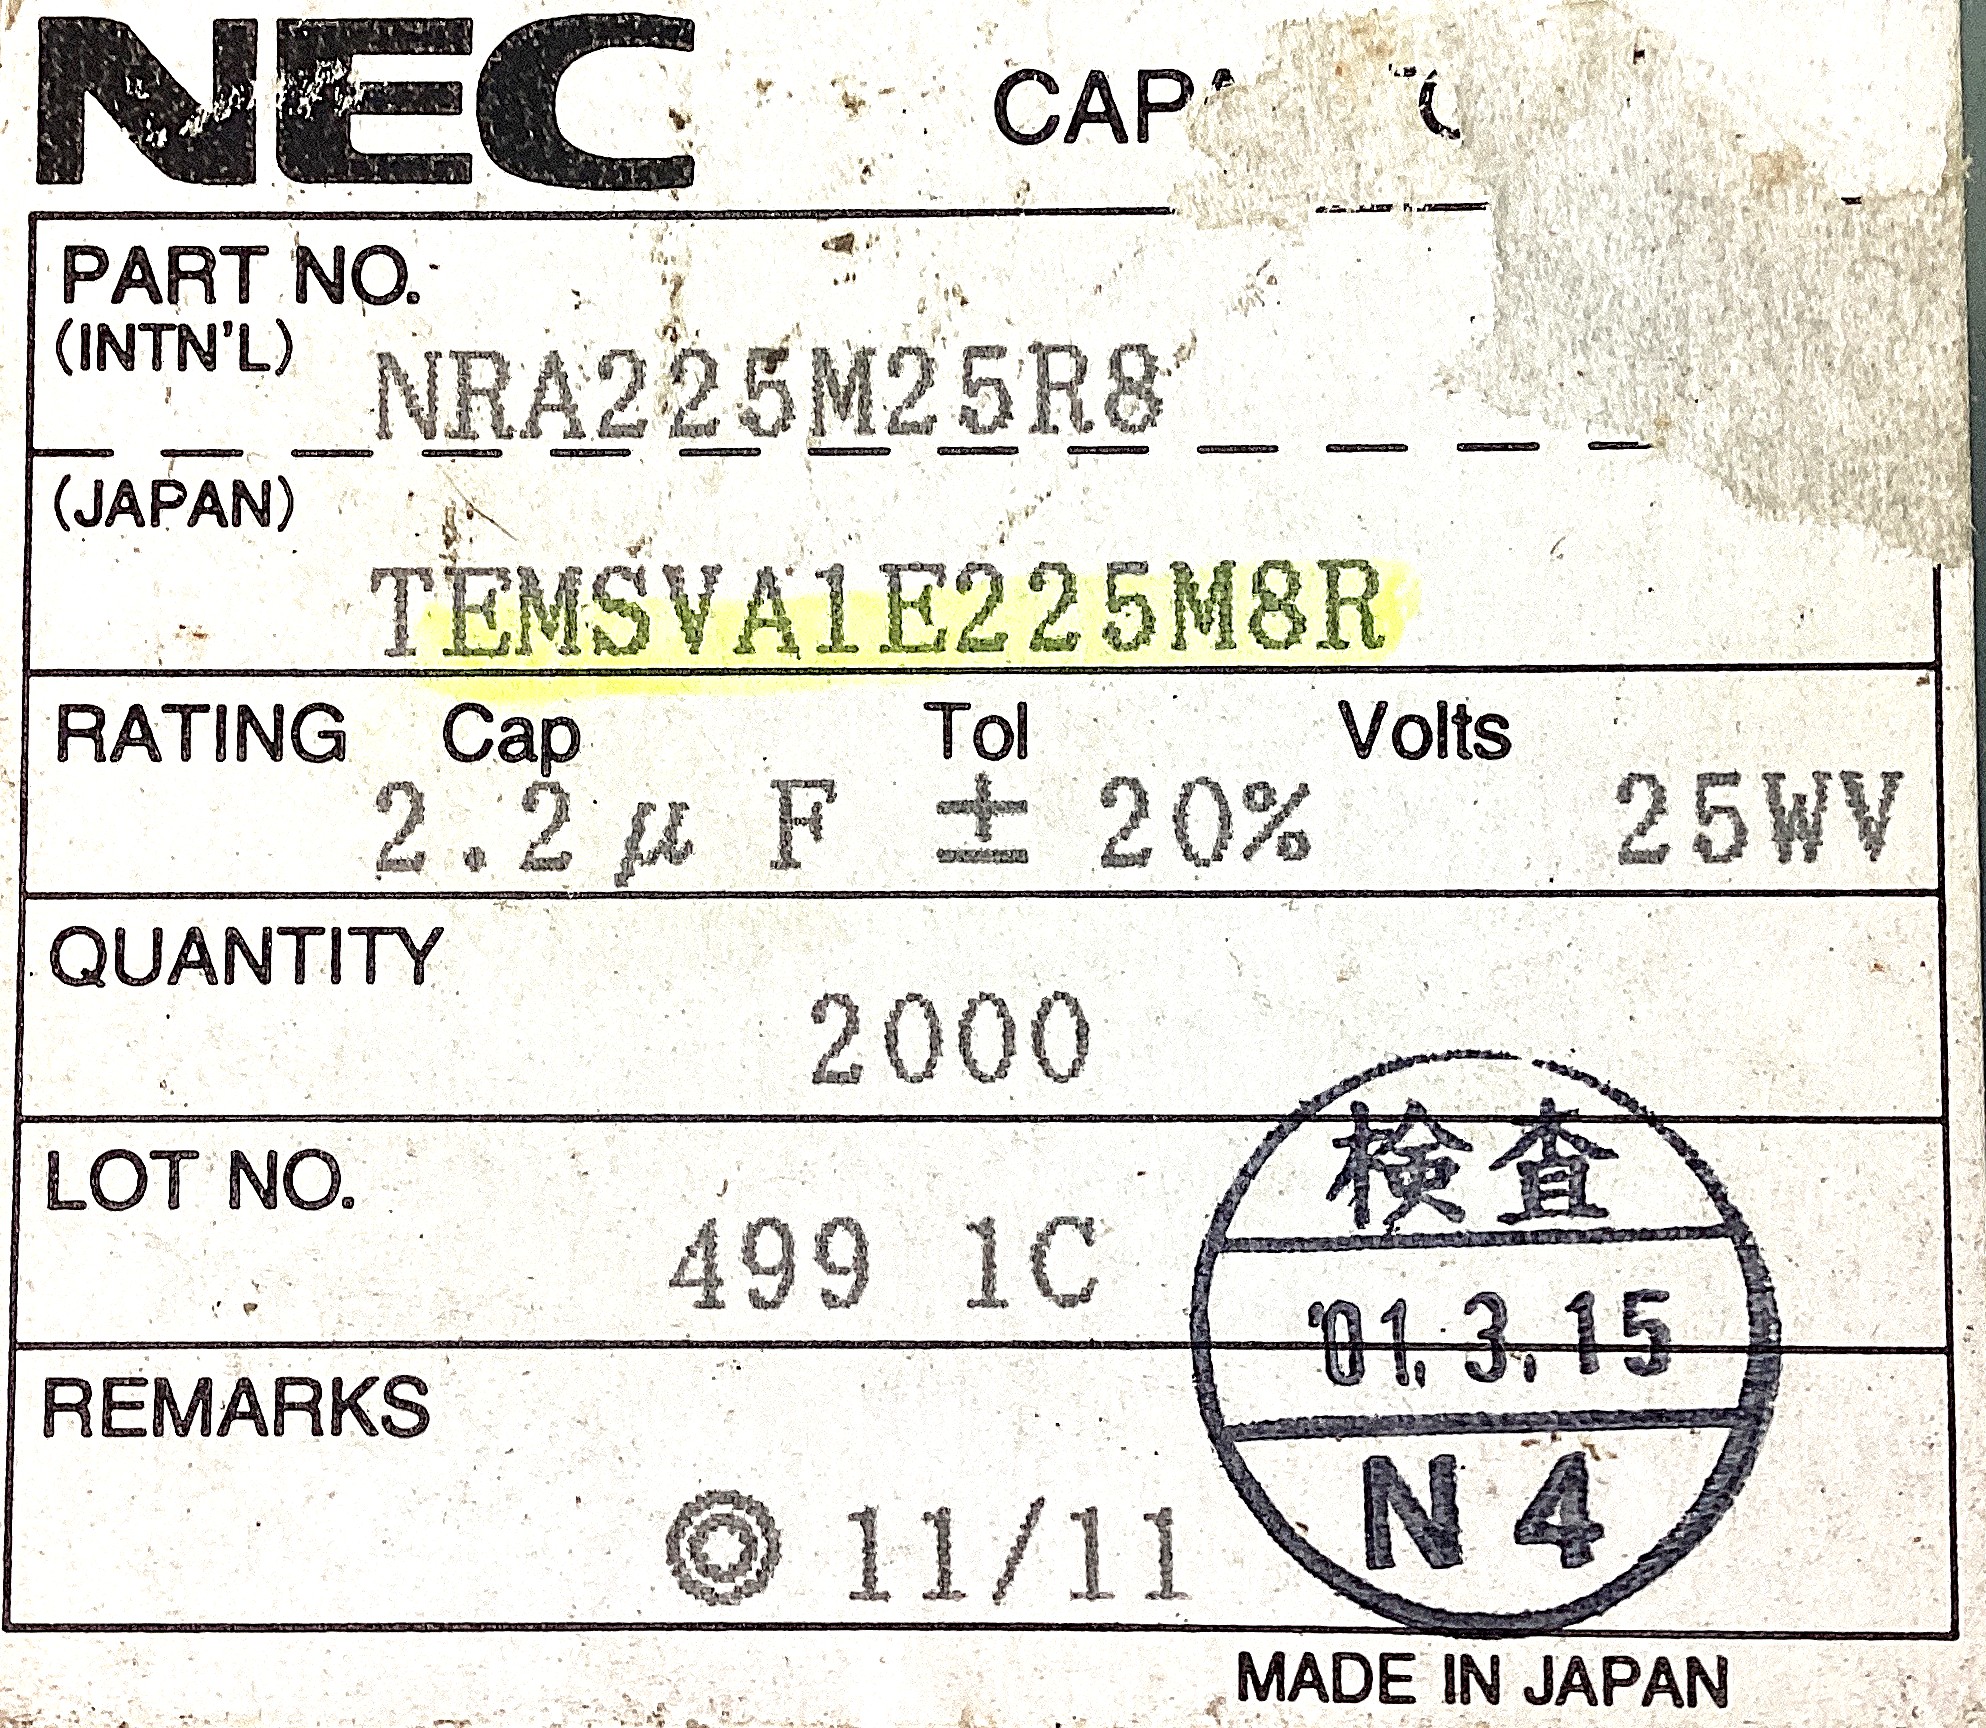 NEC
PART NO.
(INTN'L)
NRA225M25R8
(JAPAN)
TEMSVA1E225M8R
RATING Cap Tol Volts
2.2μF ±20% 25WV
QUANTITY
2000
LOT NO.
499 1C
検査
'01.3.15
N4
REMARKS
◎11/11
MADE IN JAPAN